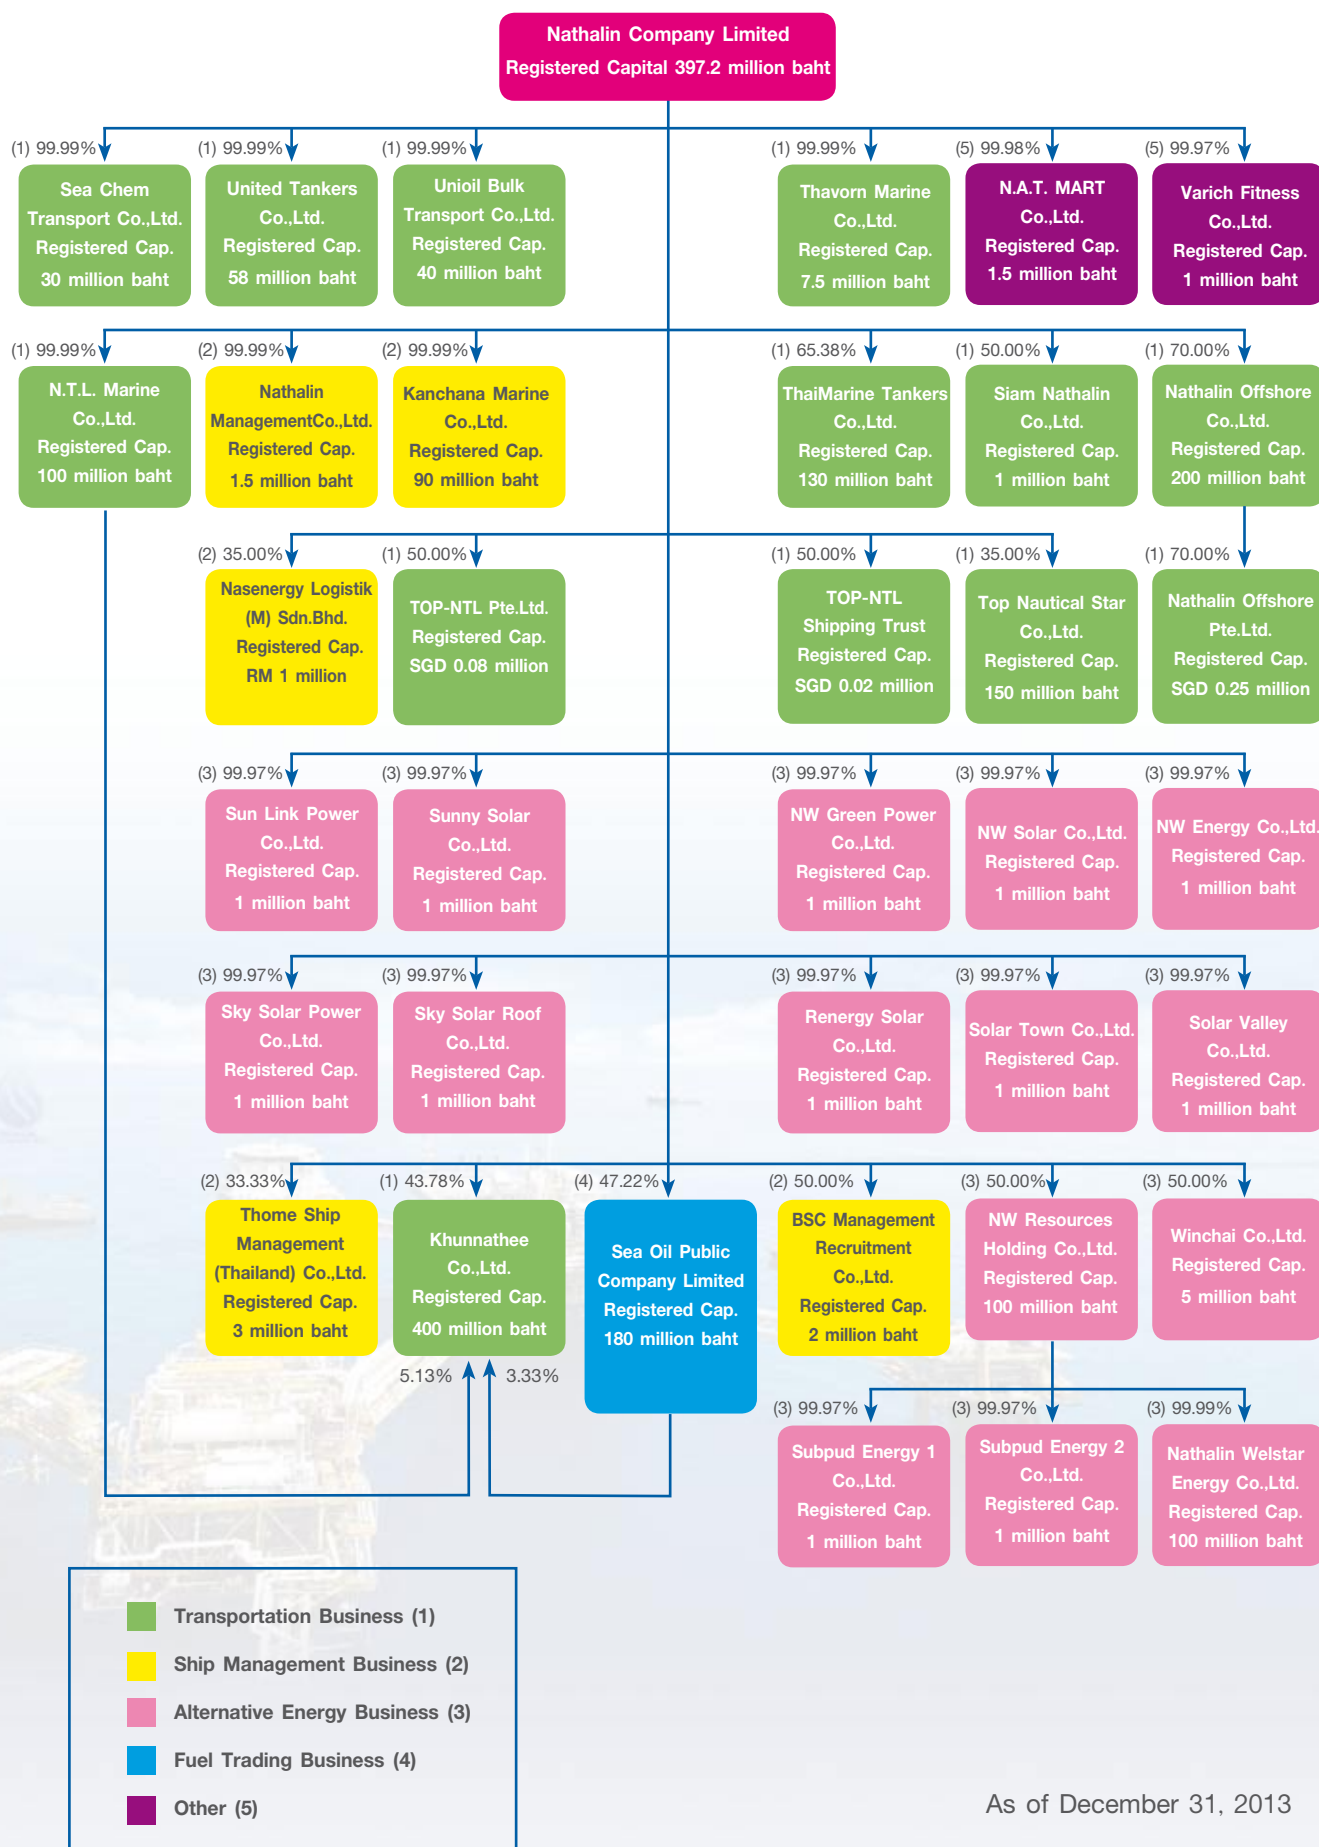 Nathalin Company Limited
Registered Capital 397.2 million baht
(1) 99.99%
Sea Chem
Transport Co.,Ltd.
Registered Cap.
30 million baht
(1) 99.99%
United Tankers
Co.,Ltd.
Registered Cap.
58 million baht
(1) 99.99%
Unioil Bulk
Transport Co.,Ltd.
Registered Cap.
40 million baht
(1) 99.99%
Thavorn Marine
Co.,Ltd.
Registered Cap.
7.5 million baht
(5) 99.98%
N.A.T. MART
Co.,Ltd.
Registered Cap.
1.5 million baht
(5) 99.97%
Varich Fitness
Co.,Ltd.
Registered Cap.
1 million baht
(1) 99.99%
N.T.L. Marine
Co.,Ltd.
Registered Cap.
100 million baht
(2) 99.99%
Nathalin
ManagementCo.,Ltd.
Registered Cap.
1.5 million baht
(2) 99.99%
Kanchana Marine
Co.,Ltd.
Registered Cap.
90 million baht
(1) 65.38%
ThaiMarine Tankers
Co.,Ltd.
Registered Cap.
130 million baht
(1) 50.00%
Siam Nathalin
Co.,Ltd.
Registered Cap.
1 million baht
(1) 70.00%
Nathalin Offshore
Co.,Ltd.
Registered Cap.
200 million baht
(2) 35.00%
Nasenergy Logistik
(M) Sdn.Bhd.
Registered Cap.
RM 1 million
(1) 50.00%
TOP-NTL Pte.Ltd.
Registered Cap.
SGD 0.08 million
(1) 50.00%
TOP-NTL
Shipping Trust
Registered Cap.
SGD 0.02 million
(1) 35.00%
Top Nautical Star
Co.,Ltd.
Registered Cap.
150 million baht
(1) 70.00%
Nathalin Offshore
Pte.Ltd.
Registered Cap.
SGD 0.25 million
(3) 99.97%
Sun Link Power
Co.,Ltd.
Registered Cap.
1 million baht
(3) 99.97%
Sunny Solar
Co.,Ltd.
Registered Cap.
1 million baht
(3) 99.97%
NW Green Power
Co.,Ltd.
Registered Cap.
1 million baht
(3) 99.97%
NW Solar Co.,Ltd.
Registered Cap.
1 million baht
(3) 99.97%
NW Energy Co.,Ltd.
Registered Cap.
1 million baht
(3) 99.97%
Sky Solar Power
Co.,Ltd.
Registered Cap.
1 million baht
(3) 99.97%
Sky Solar Roof
Co.,Ltd.
Registered Cap.
1 million baht
(3) 99.97%
Renergy Solar
Co.,Ltd.
Registered Cap.
1 million baht
(3) 99.97%
Solar Town Co.,Ltd.
Registered Cap.
1 million baht
(3) 99.97%
Solar Valley
Co.,Ltd.
Registered Cap.
1 million baht
(2) 33.33%
Thome Ship
Management
(Thailand) Co.,Ltd.
Registered Cap.
3 million baht
(1) 43.78%
Khunnathee
Co.,Ltd.
Registered Cap.
400 million baht
5.13%
3.33%
(4) 47.22%
Sea Oil Public
Company Limited
Registered Cap.
180 million baht
(2) 50.00%
BSC Management
Recruitment
Co.,Ltd.
Registered Cap.
2 million baht
(3) 50.00%
NW Resources
Holding Co.,Ltd.
Registered Cap.
100 million baht
(3) 50.00%
Winchai Co.,Ltd.
Registered Cap.
5 million baht
(3) 99.97%
Subpud Energy 1
Co.,Ltd.
Registered Cap.
1 million baht
(3) 99.97%
Subpud Energy 2
Co.,Ltd.
Registered Cap.
1 million baht
(3) 99.99%
Nathalin Welstar
Energy Co.,Ltd.
Registered Cap.
100 million baht
Transportation Business (1)
Ship Management Business (2)
Alternative Energy Business (3)
Fuel Trading Business (4)
Other (5)
As of December 31, 2013